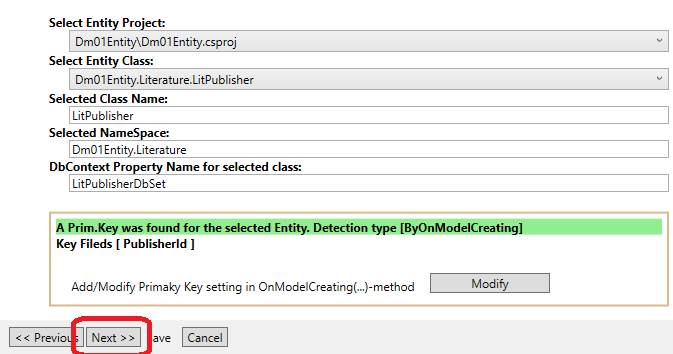 Select Entity Project:
Dm01Entity\Dm01Entity.csproj
Select Entity Class:
Dm01Entity.Literature.LitPublisher
Selected Class Name:
LitPublisher
Selected NameSpace:
Dm01Entity.Literature
DbContext Property Name for selected class:
LitPublisherDbSet
A Prim.Key was found for the selected Entity. Detection type [ByOnModelCreating]
Key Fileds [ PublisherId ]
Add/Modify Primaky Key setting in OnModelCreating(...)-method Modify
<< Previous Next >> ave Cancel